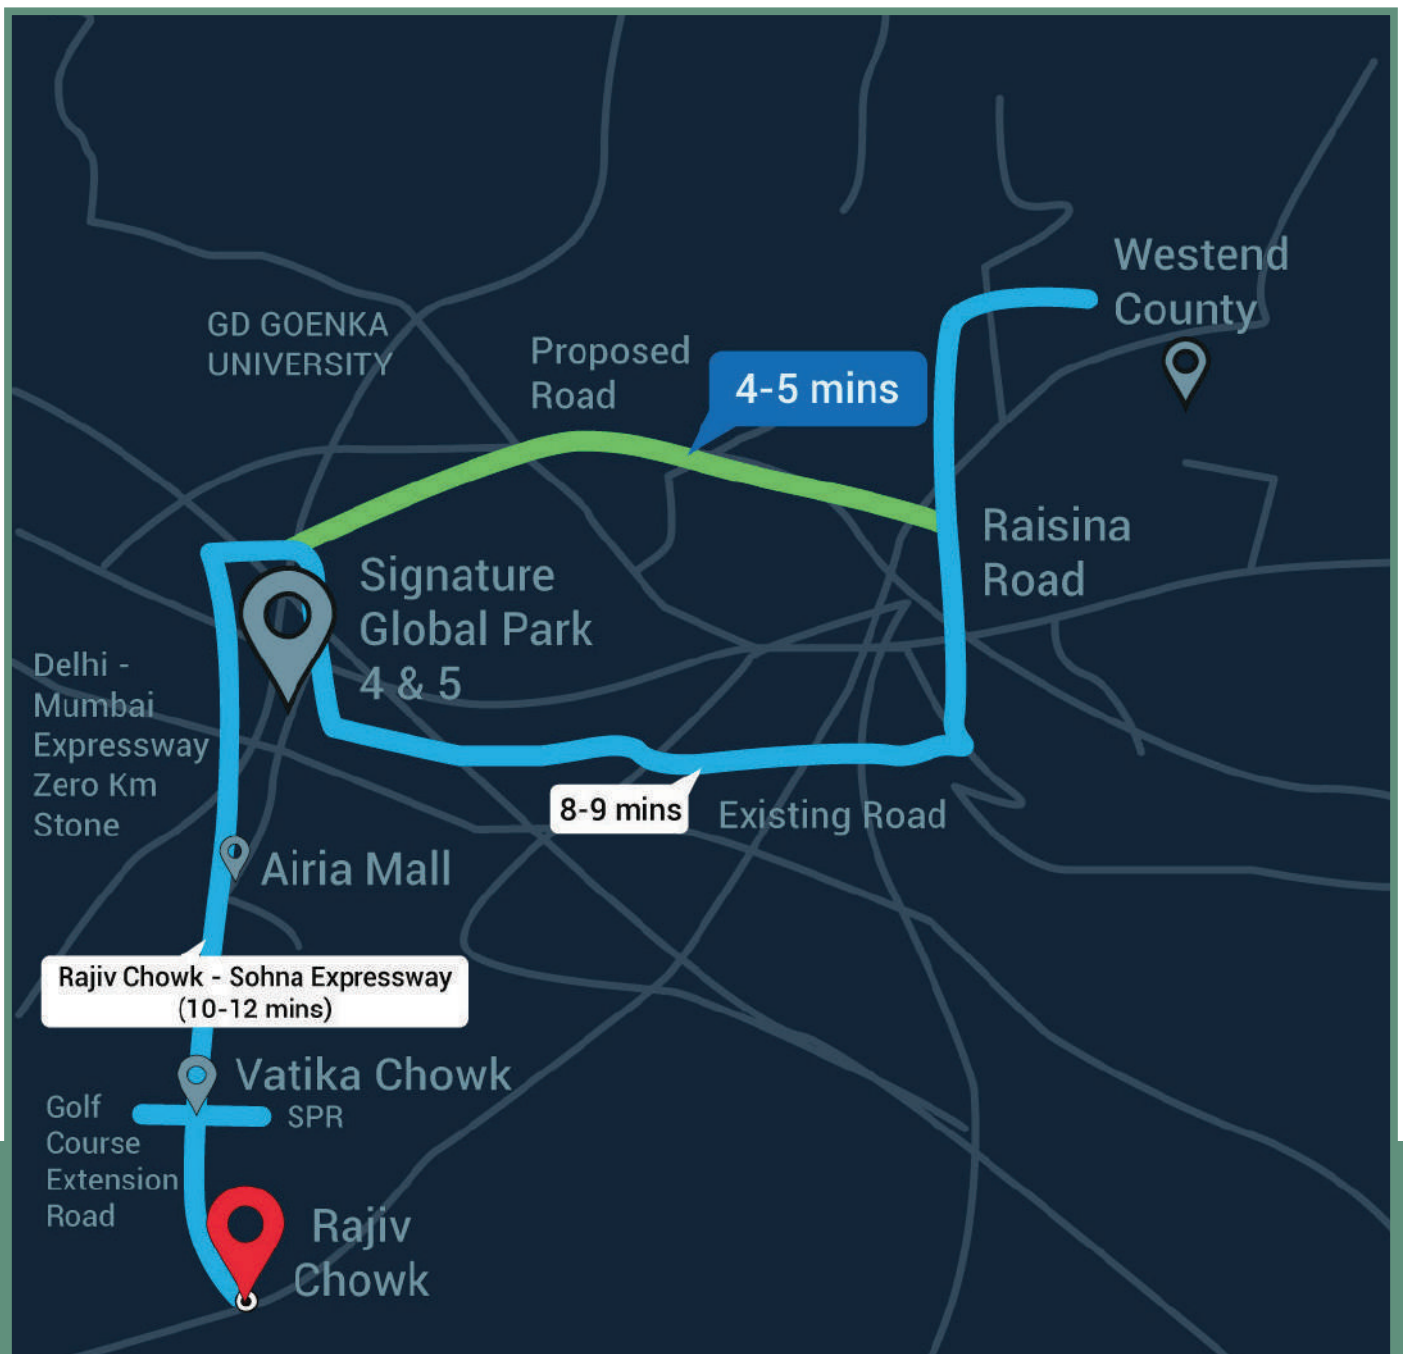 Westend
County
GD GOENKA
UNIVERSITY
Proposed
Road
4-5 mins
Raisina
Road
Signature
Global Park
4 & 5
Delhi -
Mumbai
Expressway
Zero Km
Stone
8-9 mins
Existing Road
Airia Mall
Rajiv Chowk - Sohna Expressway
(10-12 mins)
Vatika Chowk
SPR
Golf
Course
Extension
Road
Rajiv
Chowk